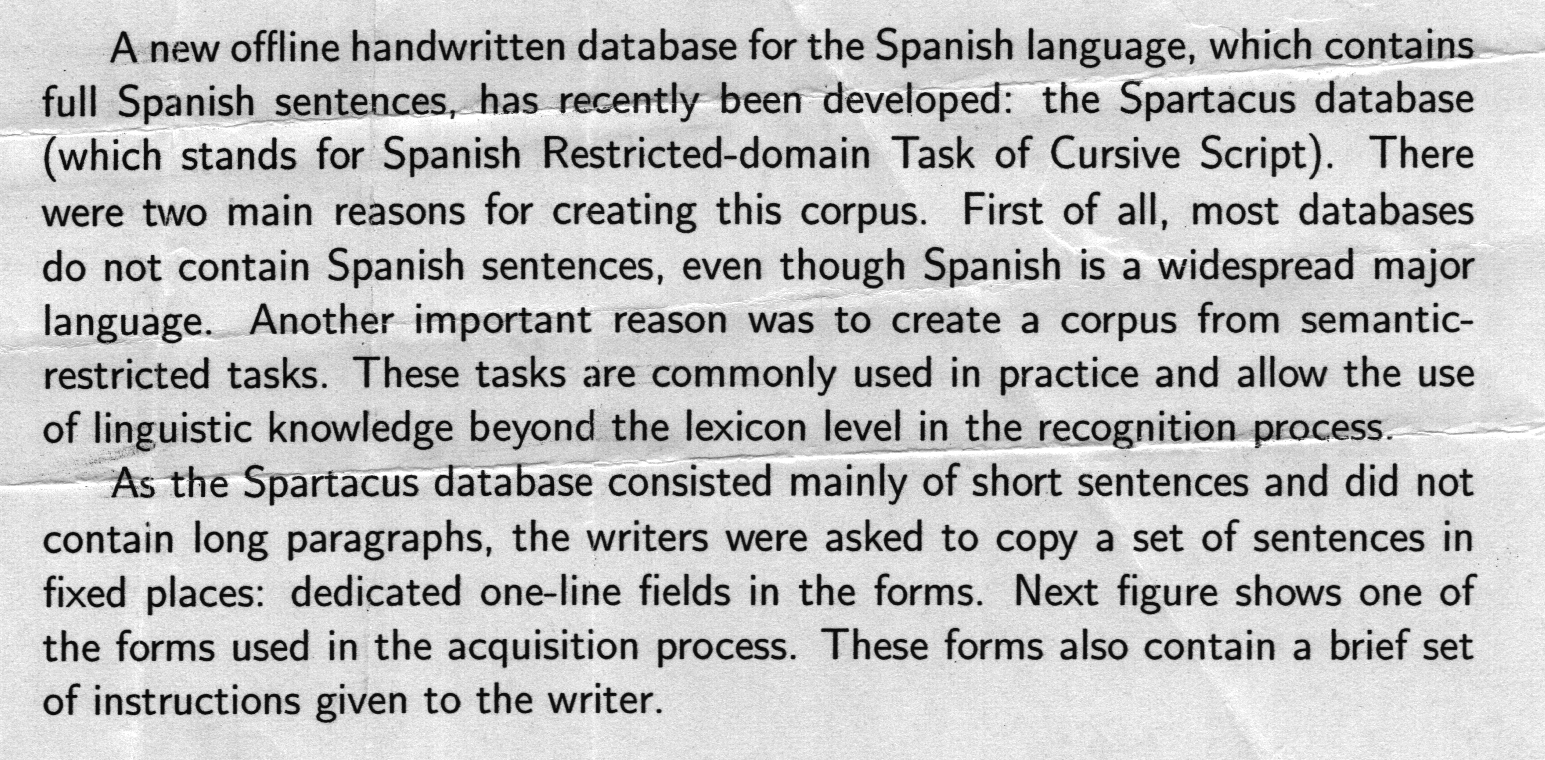 A new offline handwritten database for the Spanish language, which contains
full Spanish sentences, has recently been developed: the Spartacus database
(which stands for Spanish Restricted-domain Task of Cursive Script). There
were two main reasons for creating this corpus. First of all, most databases
do not contain Spanish sentences, even though Spanish is a widespread major
language. Another important reason was to create a corpus from semantic-
restricted tasks. These tasks are commonly used in practice and allow the use
of linguistic knowledge beyond the lexicon level in the recognition process.
As the Spartacus database consisted mainly of short sentences and did not
contain long paragraphs, the writers were asked to copy a set of sentences in
fixed places: dedicated one-line fields in the forms. Next figure shows one of
the forms used in the acquisition process. These forms also contain a brief set
of instructions given to the writer.